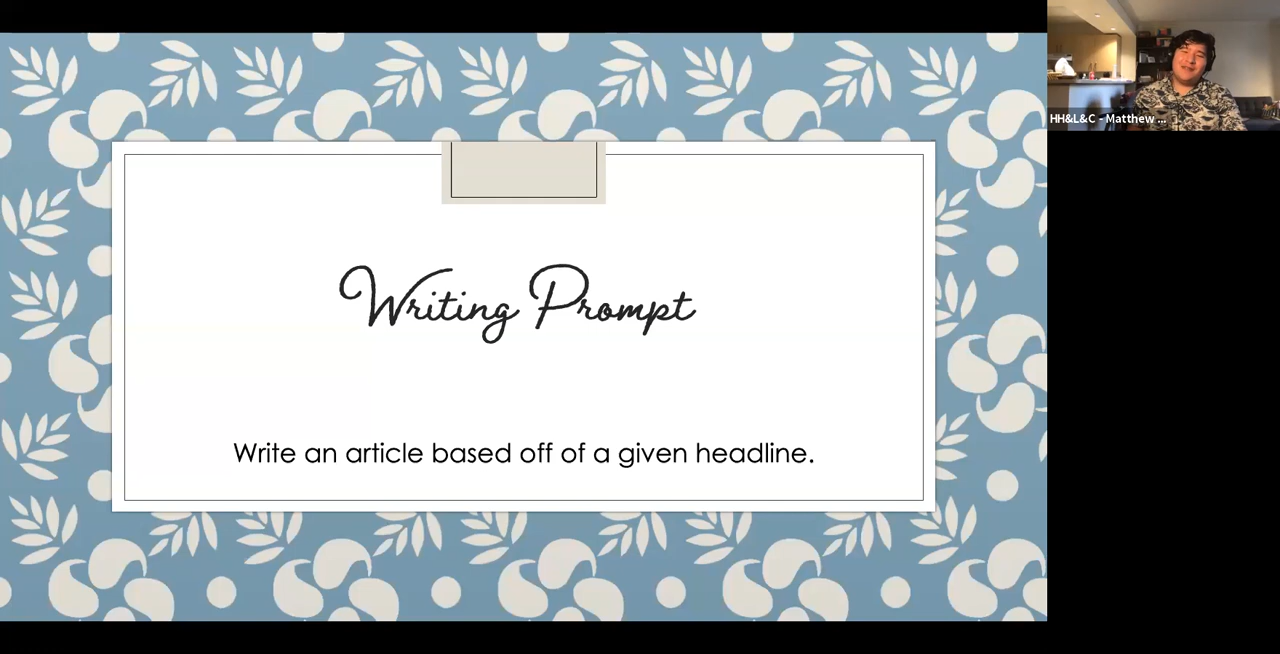 Writing Prompt
Write an article based off of a given headline.
HH&L&C - Matthew ...